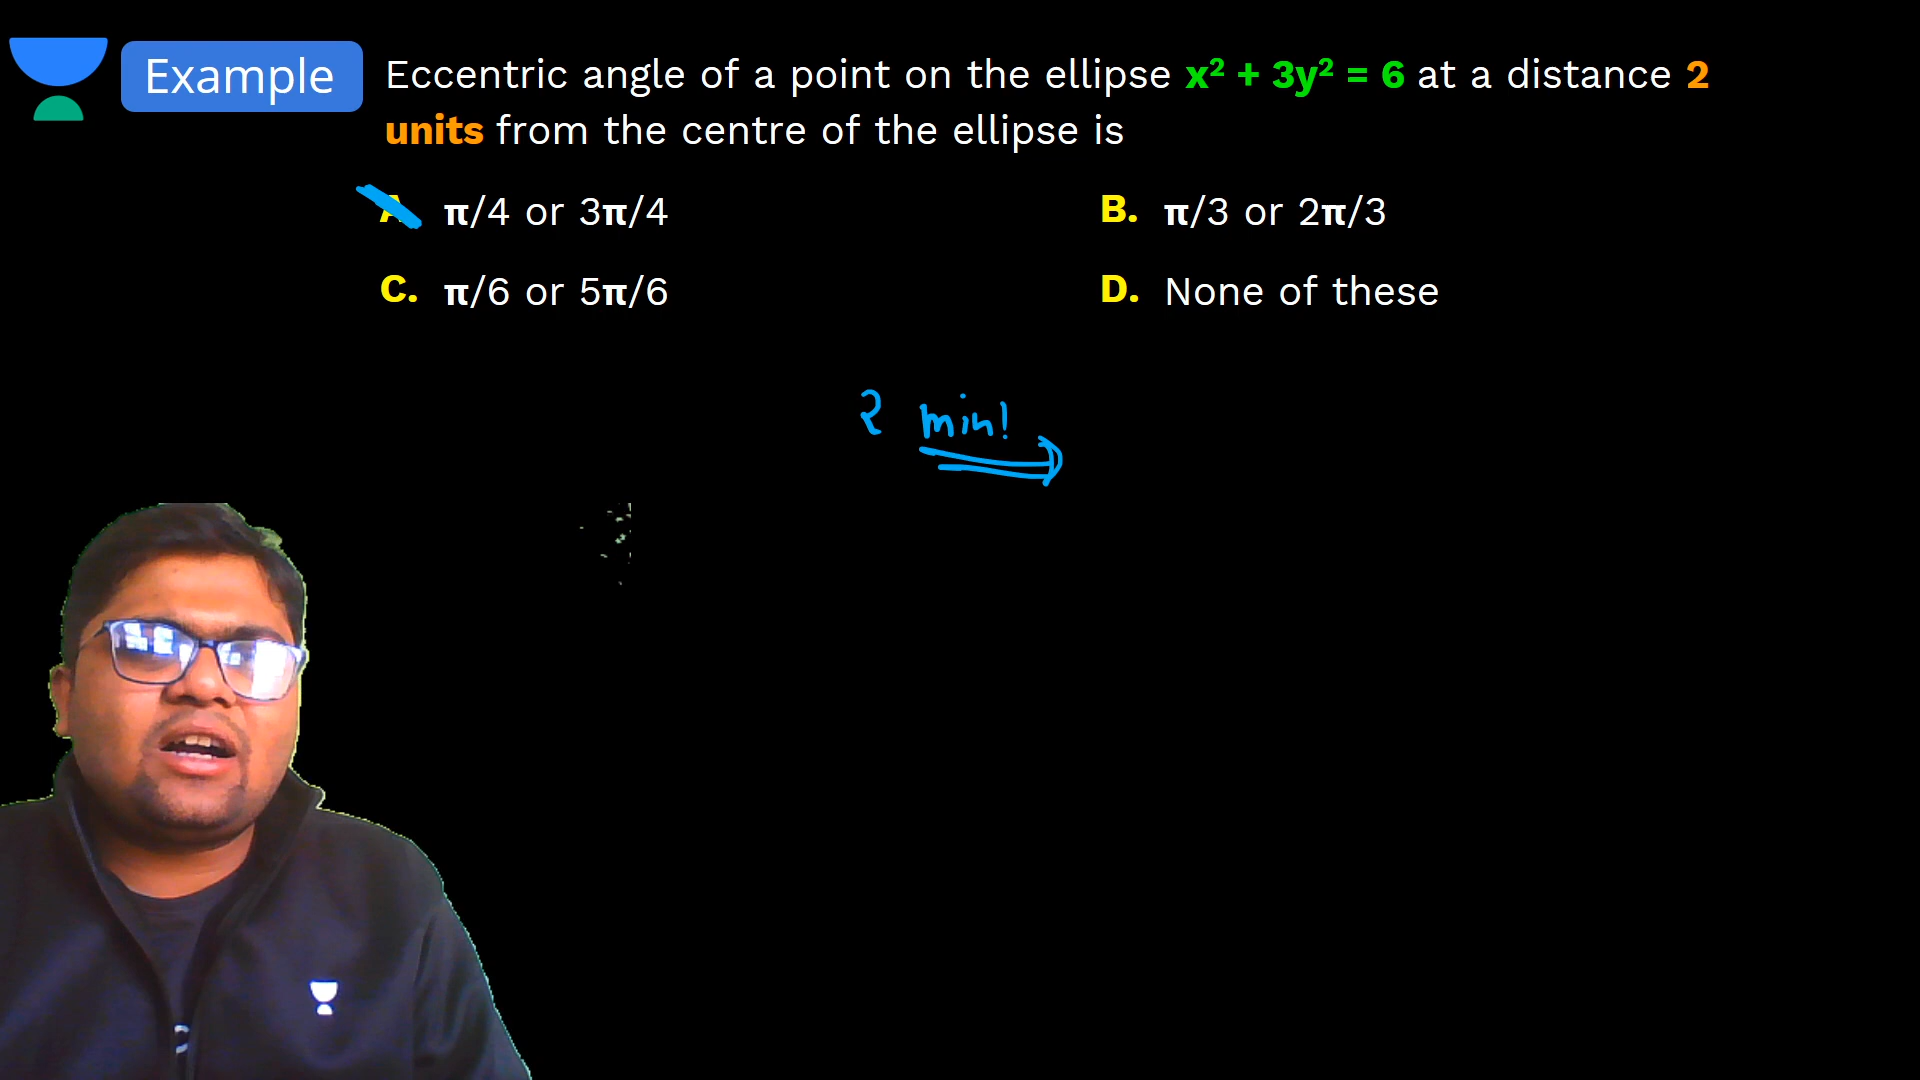 Example
Eccentric angle of a point on the ellipse x² + 3y² = 6 at a distance 2
units from the centre of the ellipse is
A. π/4 or 3π/4
B. π/3 or 2π/3
C. π/6 or 5π/6
D. None of these
2 min!